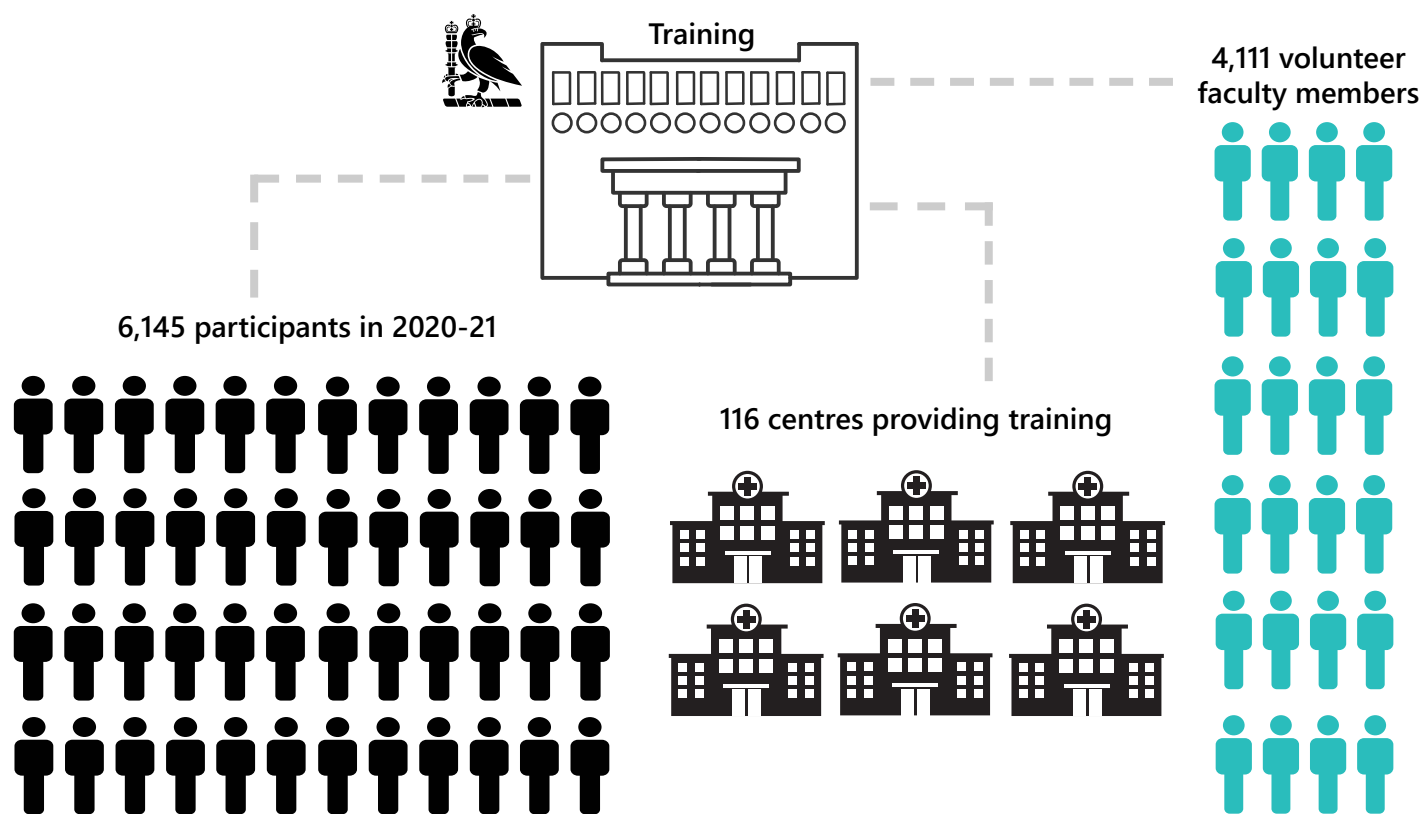 Training
4,111 volunteer
faculty members
6,145 participants in 2020-21
116 centres providing training